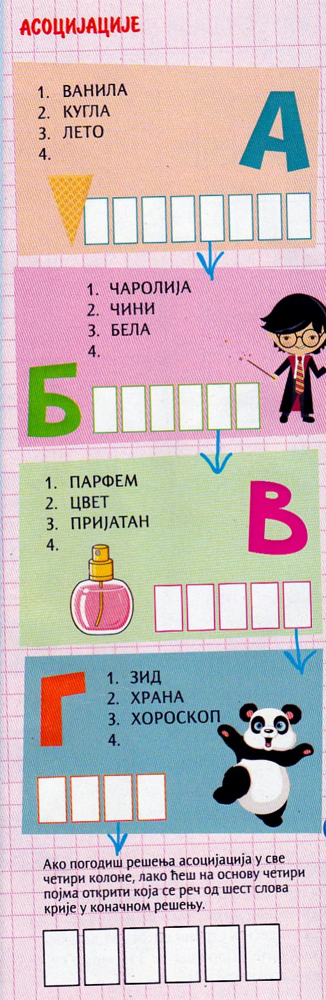 АСОЦИЈАЦИЈЕ
1. ВАНИЛА
2. КУГЛА
3. ЛЕТО
4.
А
1. ЧАРОЛИЈА
2. ЧИНИ
3. БЕЛА
4.
Б
1. ПАРФЕМ
2. ЦВЕТ
3. ПРИЈАТАН
4.
В
Г
1. ЗИД
2. ХРАНА
3. ХОРОСКОП
4.
Ако погодиш решења асоцијација у све
четири колоне, лако ћеш на основу четири
појма открити која се реч од шест слова
крије у коначном решењу.